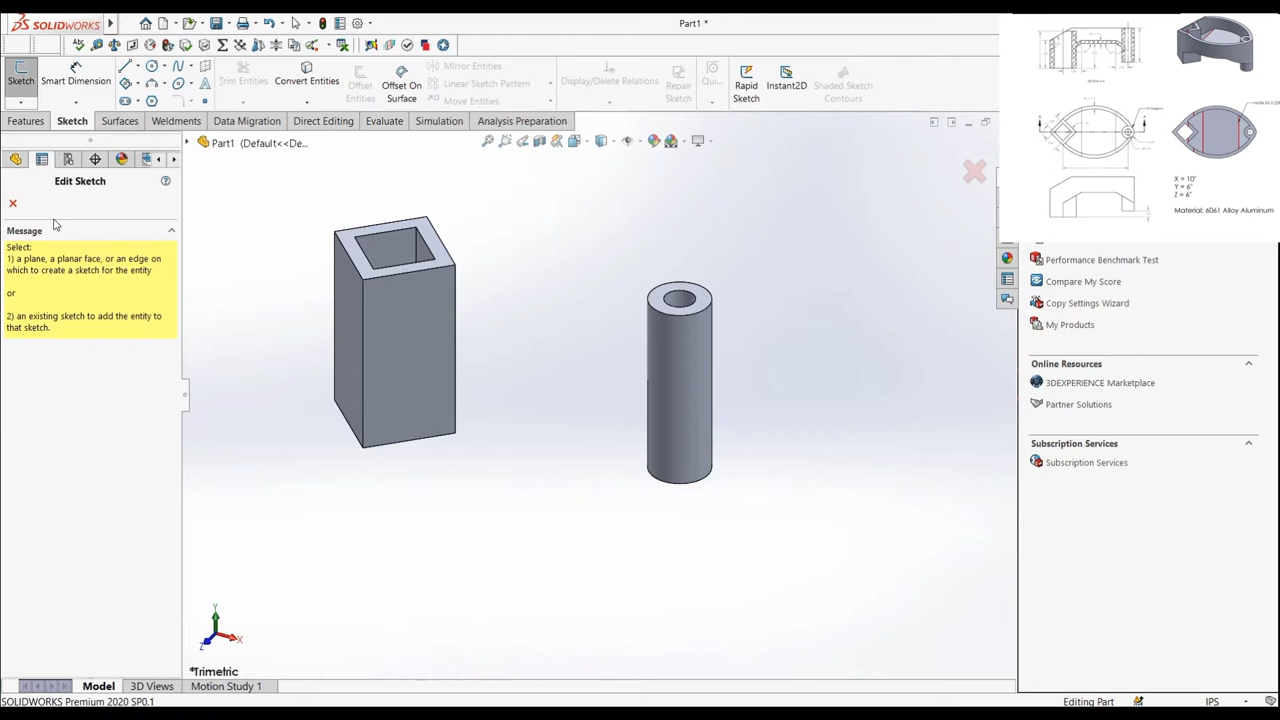 SOLIDWORKS
Part1 *
Sketch
Smart Dimension
Trim Entities
Convert Entities
Offset Entities
Offset On Surface
Mirror Entities
Linear Sketch Pattern
Move Entities
Display/Delete Relations
Repair Sketch
Qui...
Rapid Sketch
Instant2D
Shaded Sketch Contours
Features
Sketch
Surfaces
Weldments
Data Migration
Direct Editing
Evaluate
Simulation
Analysis Preparation
Part1 (Default<<De...
Edit Sketch
Message
Select:
1) a plane, a planar face, or an edge on
which to create a sketch for the entity
or
2) an existing sketch to add the entity to
that sketch.
X = 10"
Y = 6"
Z = 6"
Material: 6061 Alloy Aluminum
Performance Benchmark Test
Compare My Score
Copy Settings Wizard
My Products
Online Resources
3DEXPERIENCE Marketplace
Partner Solutions
Subscription Services
Subscription Services
Y
X
Z
*Trimetric
Model
3D Views
Motion Study 1
SOLIDWORKS Premium 2020 SP0.1
Editing Part
IPS